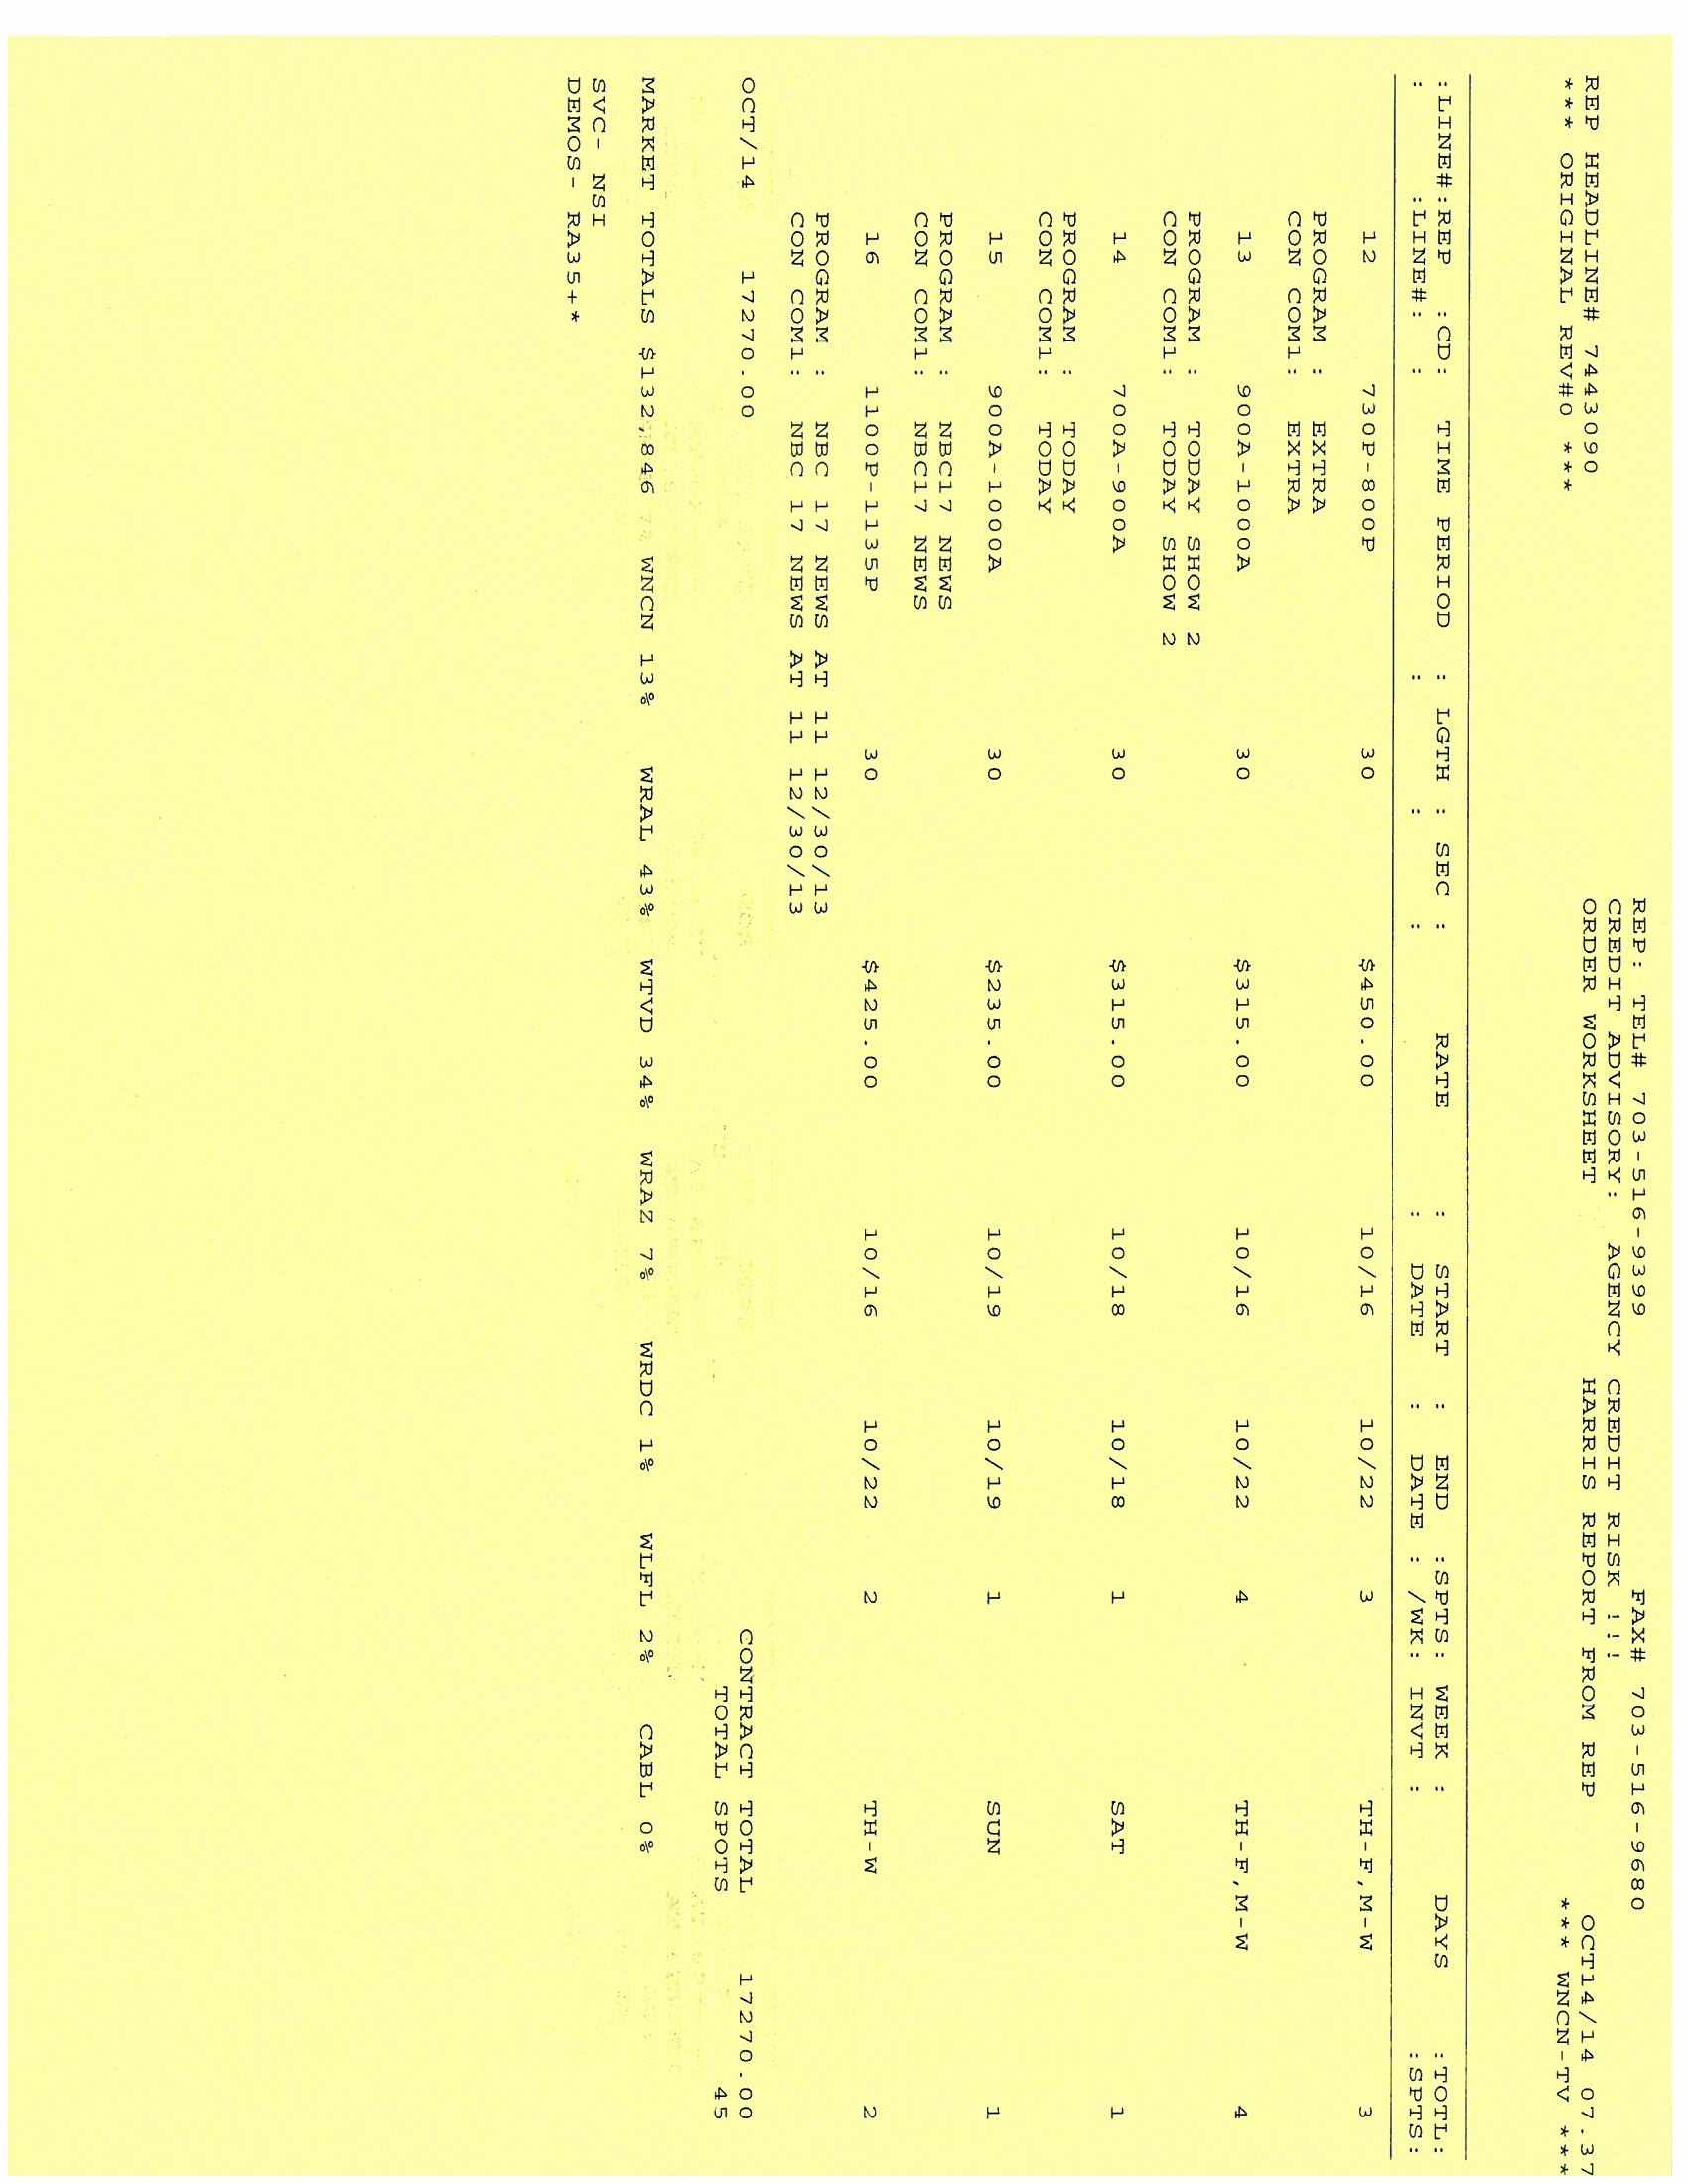 REP: TEL# 703-516-9399 FAX# 703-516-9680
CREDIT ADVISORY: AGENCY CREDIT RISK !!!
REP HEADLINE# 7443090 ORDER WORKSHEET HARRIS REPORT FROM REP OCT14/14 07.37
*** ORIGINAL REV#0 *** *** WNCN-TV ***
:LINE#:REP :CD: TIME PERIOD : LGTH : SEC : RATE : START : END :SPTS: WEEK : DAYS :TOTL:
: :LINE#: : : : : DATE : DATE : /WK: INVT : :SPTS:
12 730P-800P 30 $450.00 10/16 10/22 3 TH-F,M-W 3
PROGRAM : EXTRA
CON COM1: EXTRA
13 900A-1000A 30 $315.00 10/16 10/22 4 TH-F,M-W 4
PROGRAM : TODAY SHOW 2
CON COM1: TODAY SHOW 2
14 700A-900A 30 $315.00 10/18 10/18 1 SAT 1
PROGRAM : TODAY
CON COM1: TODAY
15 900A-1000A 30 $235.00 10/19 10/19 1 SUN 1
PROGRAM : NBC17 NEWS
CON COM1: NBC17 NEWS
16 1100P-1135P 30 $425.00 10/16 10/22 2 TH-W 2
PROGRAM : NBC 17 NEWS AT 11 12/30/13
CON COM1: NBC 17 NEWS AT 11 12/30/13
OCT/14 17270.00 CONTRACT TOTAL 17270.00
TOTAL SPOTS 45
MARKET TOTALS $132,846 WNCN 13% WRAL 43% WTVD 34% WRAZ 7% WRDC 1% WLFL 2% CABL 0%
SVC- NSI
DEMOS- RA35+*